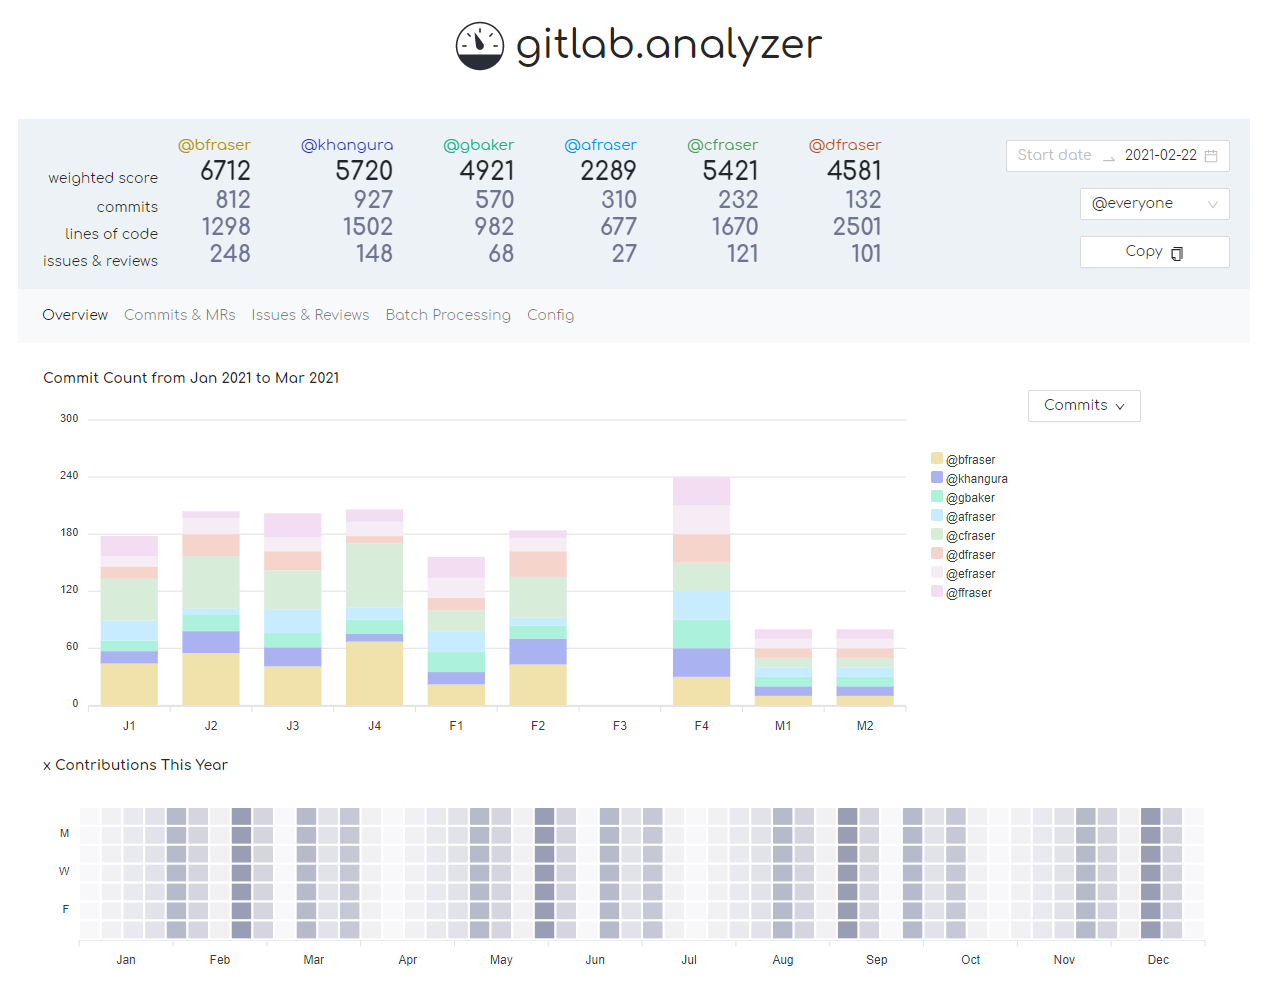 gitlab.analyzer
@bfraser @khangura @gbaker @afraser @cfraser @dfraser
weighted score 6712 5720 4921 2289 5421 4581
commits 812 927 570 310 232 132
lines of code 1298 1502 982 677 1670 2501
issues & reviews 248 148 68 27 121 101
Start date 2021-02-22
@everyone
Copy
Overview Commits & MRs Issues & Reviews Batch Processing Config
Commit Count from Jan 2021 to Mar 2021
Commits
300
240
180
120
60
0
J1 J2 J3 J4 F1 F2 F3 F4 M1 M2
@bfraser
@khangura
@gbaker
@afraser
@cfraser
@dfraser
@efraser
@ffraser
x Contributions This Year
M
W
F
Jan Feb Mar Apr May Jun Jul Aug Sep Oct Nov Dec